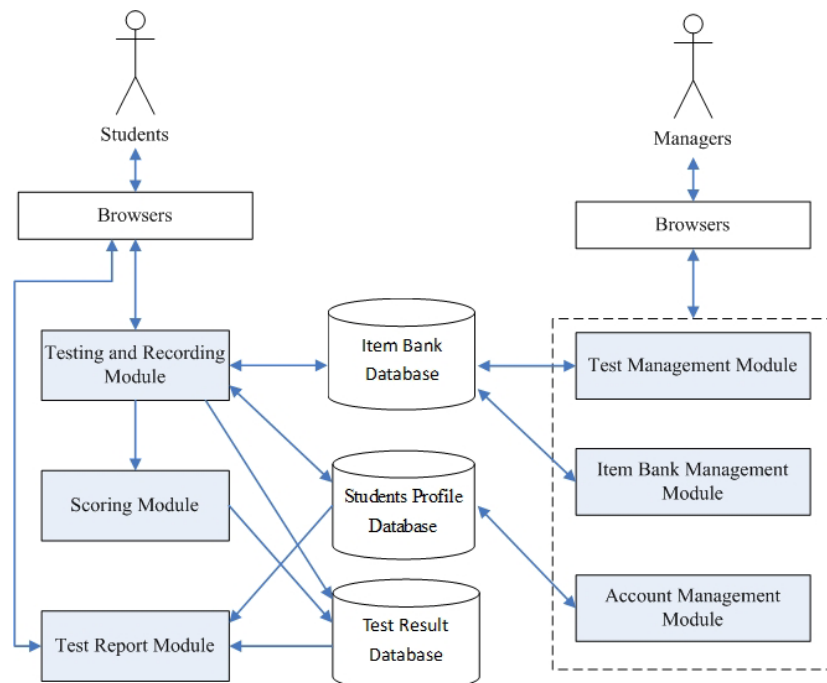 Students
Managers
Browsers
Browsers
Testing and Recording
Module
Item Bank
Database
Test Management Module
Scoring Module
Students Profile
Database
Item Bank Management
Module
Test Report Module
Test Result
Database
Account Management
Module